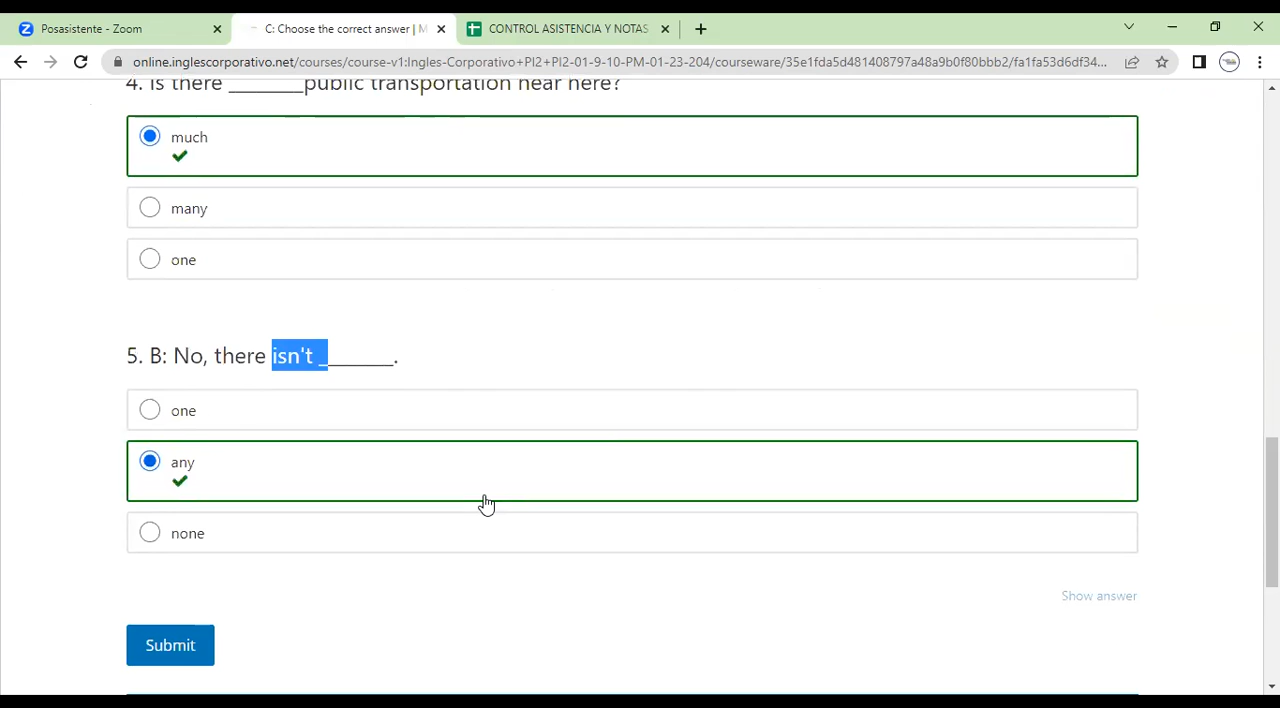 Posasistente - Zoom
C: Choose the correct answer | M
CONTROL ASISTENCIA Y NOTAS
online.inglescorporativo.net/courses/course-v1:Ingles-Corporativo+PI2+PI2-01-9-10-PM-01-23-204/courseware/35e1fda5d481408797a48a9b0f80bbb2/fa1fa53d6df34...
4. Is there ________public transportation near here?
much
many
one
5. B: No, there isn't ________.
one
any
none
Show answer
Submit